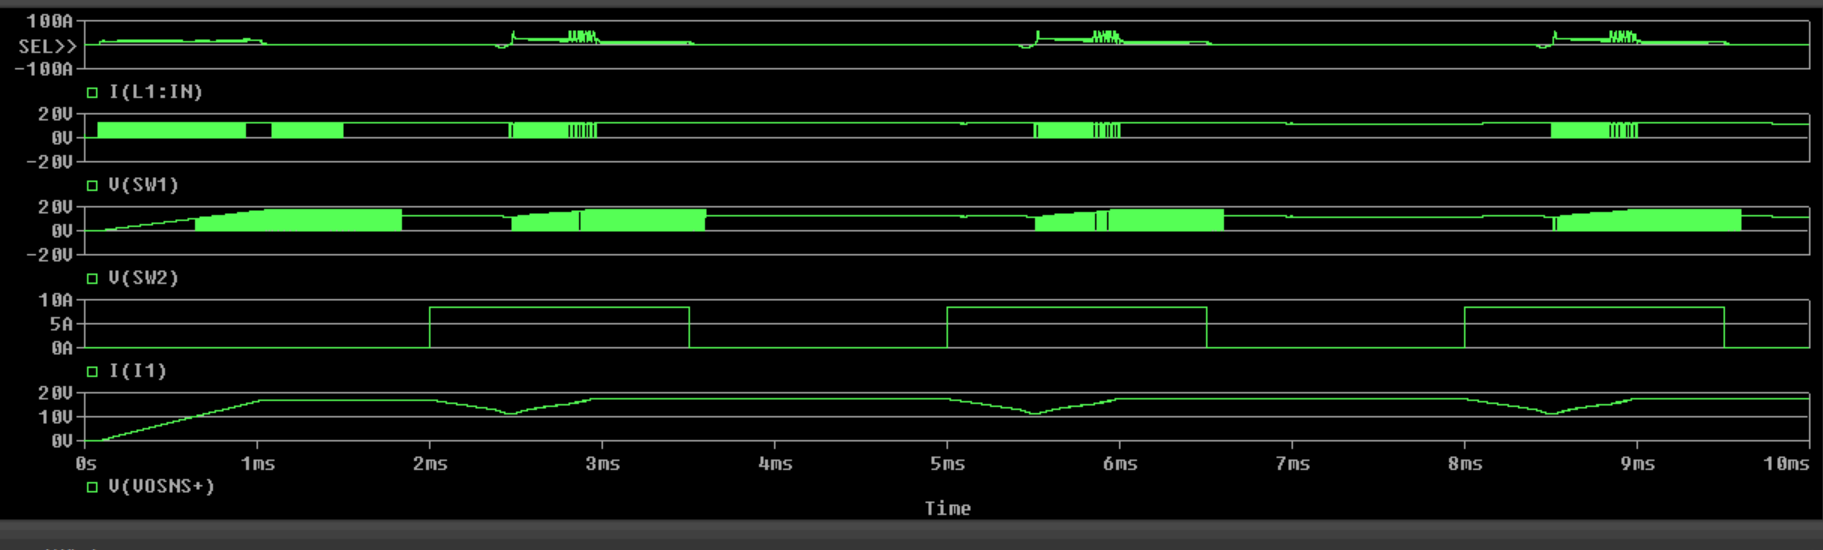 100A
SEL>>
-100A
I(L1:IN)
20V
0V
-20V
V(SW1)
20V
0V
-20V
V(SW2)
10A
5A
0A
I(I1)
20V
10V
0V
0s 1ms 2ms 3ms 4ms 5ms 6ms 7ms 8ms 9ms 10ms
V(VOSNS+)
Time